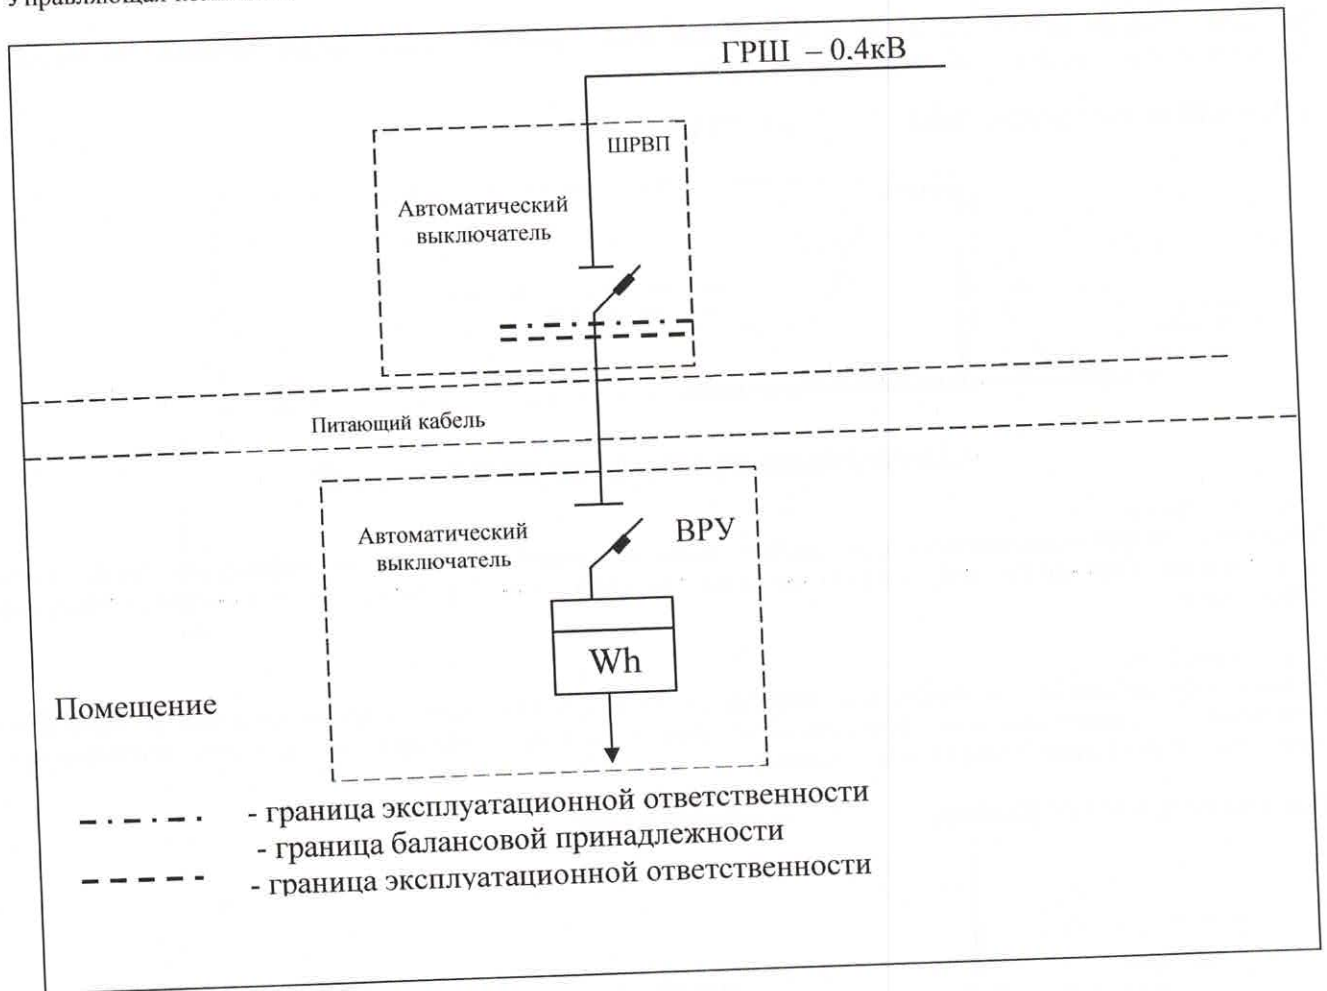 Управляющая
ГРШ – 0.4кВ
ШРВП
Автоматический
выключатель
Питающий кабель
Автоматический
выключатель
ВРУ
Wh
Помещение
- граница эксплуатационной ответственности
- граница балансовой принадлежности
- граница эксплуатационной ответственности